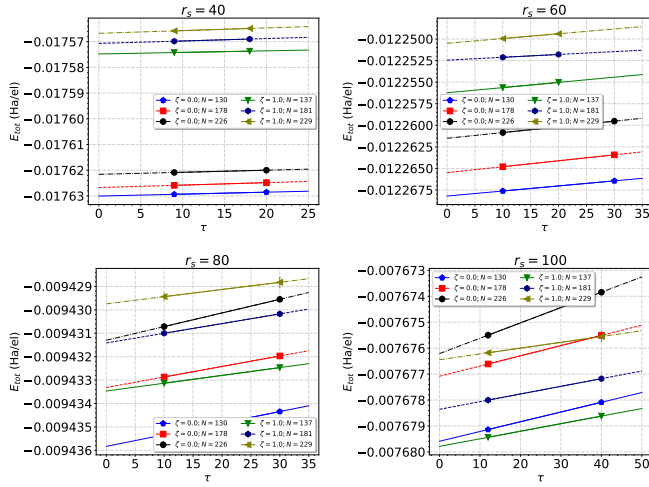 r_s = 40
−0.01757
−0.01758
−0.01759
−0.01760
−0.01761
−0.01762
−0.01763
E_tot (Ha/el)
ζ = 0.0; N = 130
ζ = 0.0; N = 178
ζ = 0.0; N = 226
ζ = 1.0; N = 137
ζ = 1.0; N = 181
ζ = 1.0; N = 229
0 5 10 15 20 25
τ
r_s = 60
−0.0122500
−0.0122525
−0.0122550
−0.0122575
−0.0122600
−0.0122625
−0.0122650
−0.0122675
E_tot (Ha/el)
ζ = 0.0; N = 130
ζ = 0.0; N = 178
ζ = 0.0; N = 226
ζ = 1.0; N = 137
ζ = 1.0; N = 181
ζ = 1.0; N = 229
0 5 10 15 20 25 30 35
τ
r_s = 80
−0.009429
−0.009430
−0.009431
−0.009432
−0.009433
−0.009434
−0.009435
−0.009436
E_tot (Ha/el)
ζ = 0.0; N = 130
ζ = 0.0; N = 178
ζ = 0.0; N = 226
ζ = 1.0; N = 137
ζ = 1.0; N = 181
ζ = 1.0; N = 229
0 5 10 15 20 25 30 35
τ
r_s = 100
−0.007673
−0.007674
−0.007675
−0.007676
−0.007677
−0.007678
−0.007679
−0.007680
E_tot (Ha/el)
ζ = 0.0; N = 130
ζ = 0.0; N = 178
ζ = 0.0; N = 226
ζ = 1.0; N = 137
ζ = 1.0; N = 181
ζ = 1.0; N = 229
0 10 20 30 40 50
τ